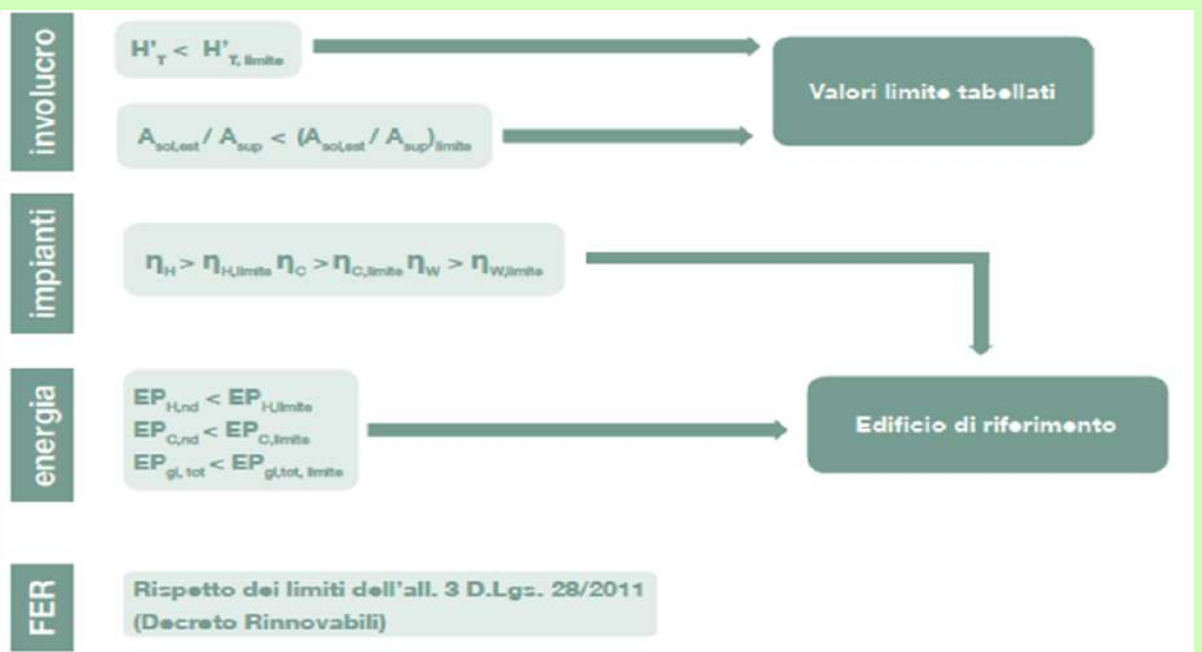 involucro
H'T < H'T, limite
Asol,est / Asup < (Asol,est / Asup)limite
Valori limite tabellati
impianti
ηH > ηH,limite ηC > ηC,limite ηW > ηW,limite
energia
EPH,nd < EPH,limite
EPC,nd < EPC,limite
EPgl, tot < EPgl,tot, limite
Edificio di riferimento
FER
Rispetto dei limiti dell'all. 3 D.Lgs. 28/2011
(Decreto Rinnovabili)